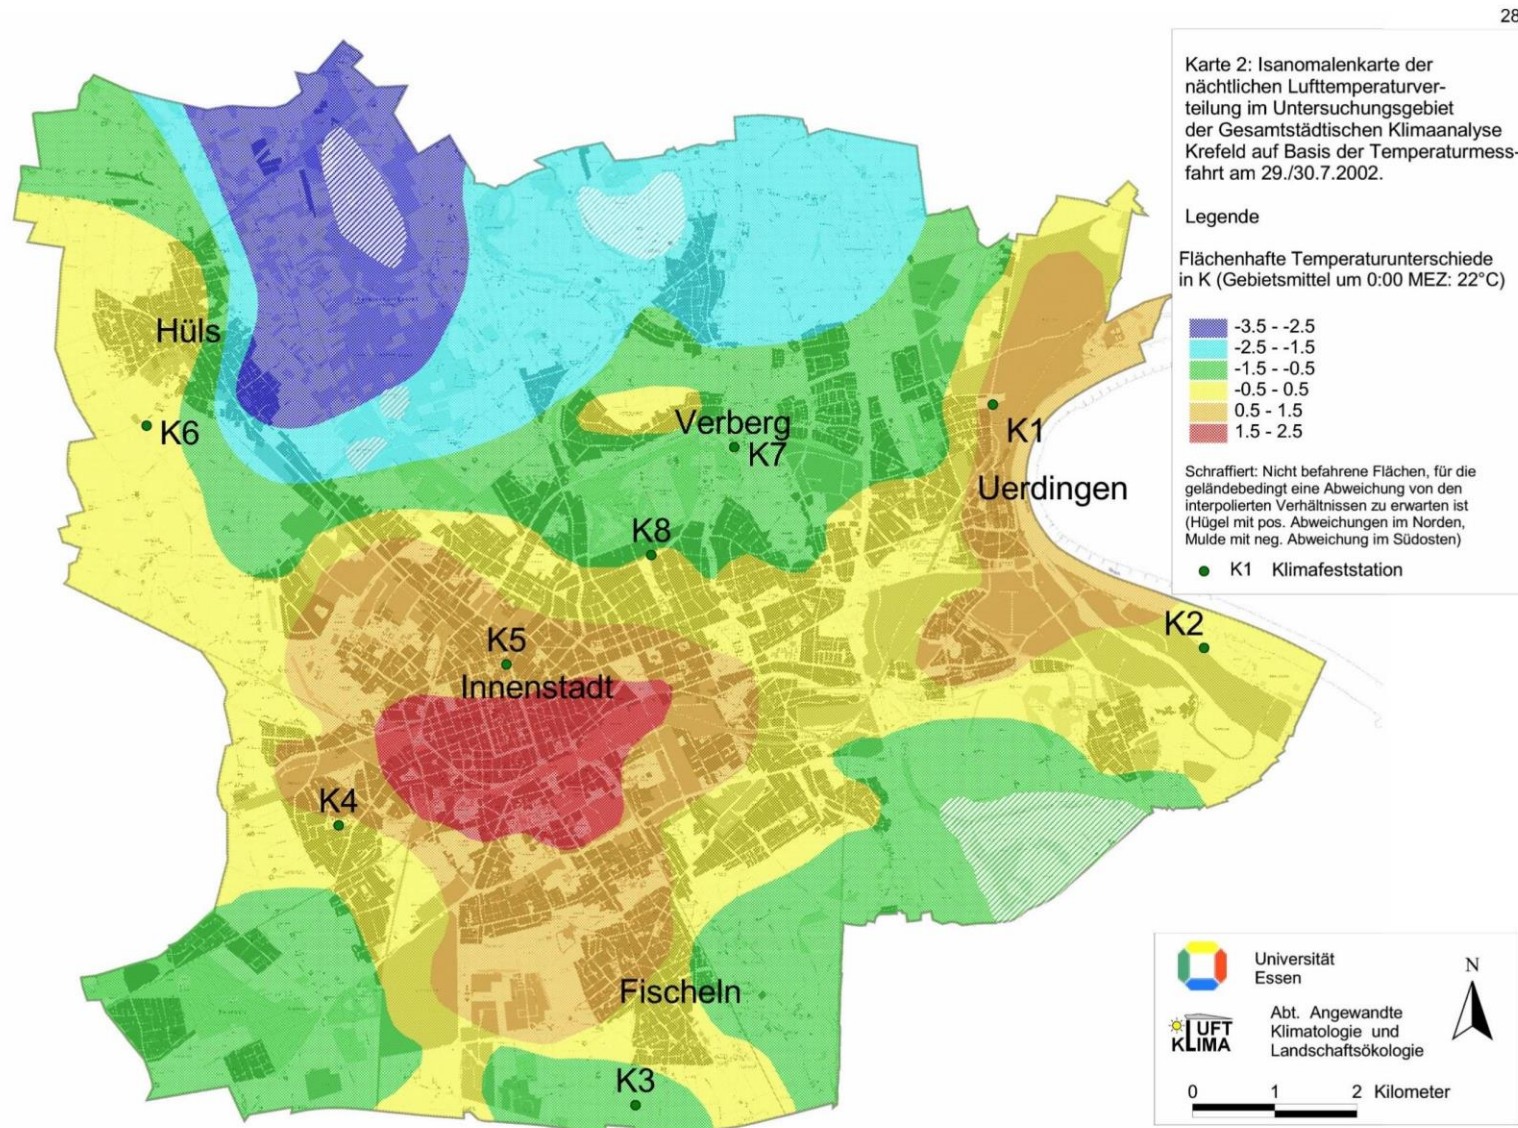 28
Karte 2: Isanomalenkarte der
nächtlichen Lufttemperaturver-
teilung im Untersuchungsgebiet
der Gesamtstädtischen Klimaanalyse
Krefeld auf Basis der Temperaturmess-
fahrt am 29./30.7.2002.
Legende
Flächenhafte Temperaturunterschiede
in K (Gebietsmittel um 0:00 MEZ: 22°C)
-3.5 - -2.5
-2.5 - -1.5
-1.5 - -0.5
-0.5 - 0.5
0.5 - 1.5
1.5 - 2.5
Schraffiert: Nicht befahrene Flächen, für die
geländebedingt eine Abweichung von den
interpolierten Verhältnissen zu erwarten ist
(Hügel mit pos. Abweichungen im Norden,
Mulde mit neg. Abweichung im Südosten)
K1 Klimafeststation
Hüls
K6
Verberg
K7
K1
Uerdingen
K8
K2
K5
Innenstadt
K4
Fischeln
K3
Universität
Essen
N
LUFT
KLIMA
Abt. Angewandte
Klimatologie und
Landschaftsökologie
0 1 2 Kilometer